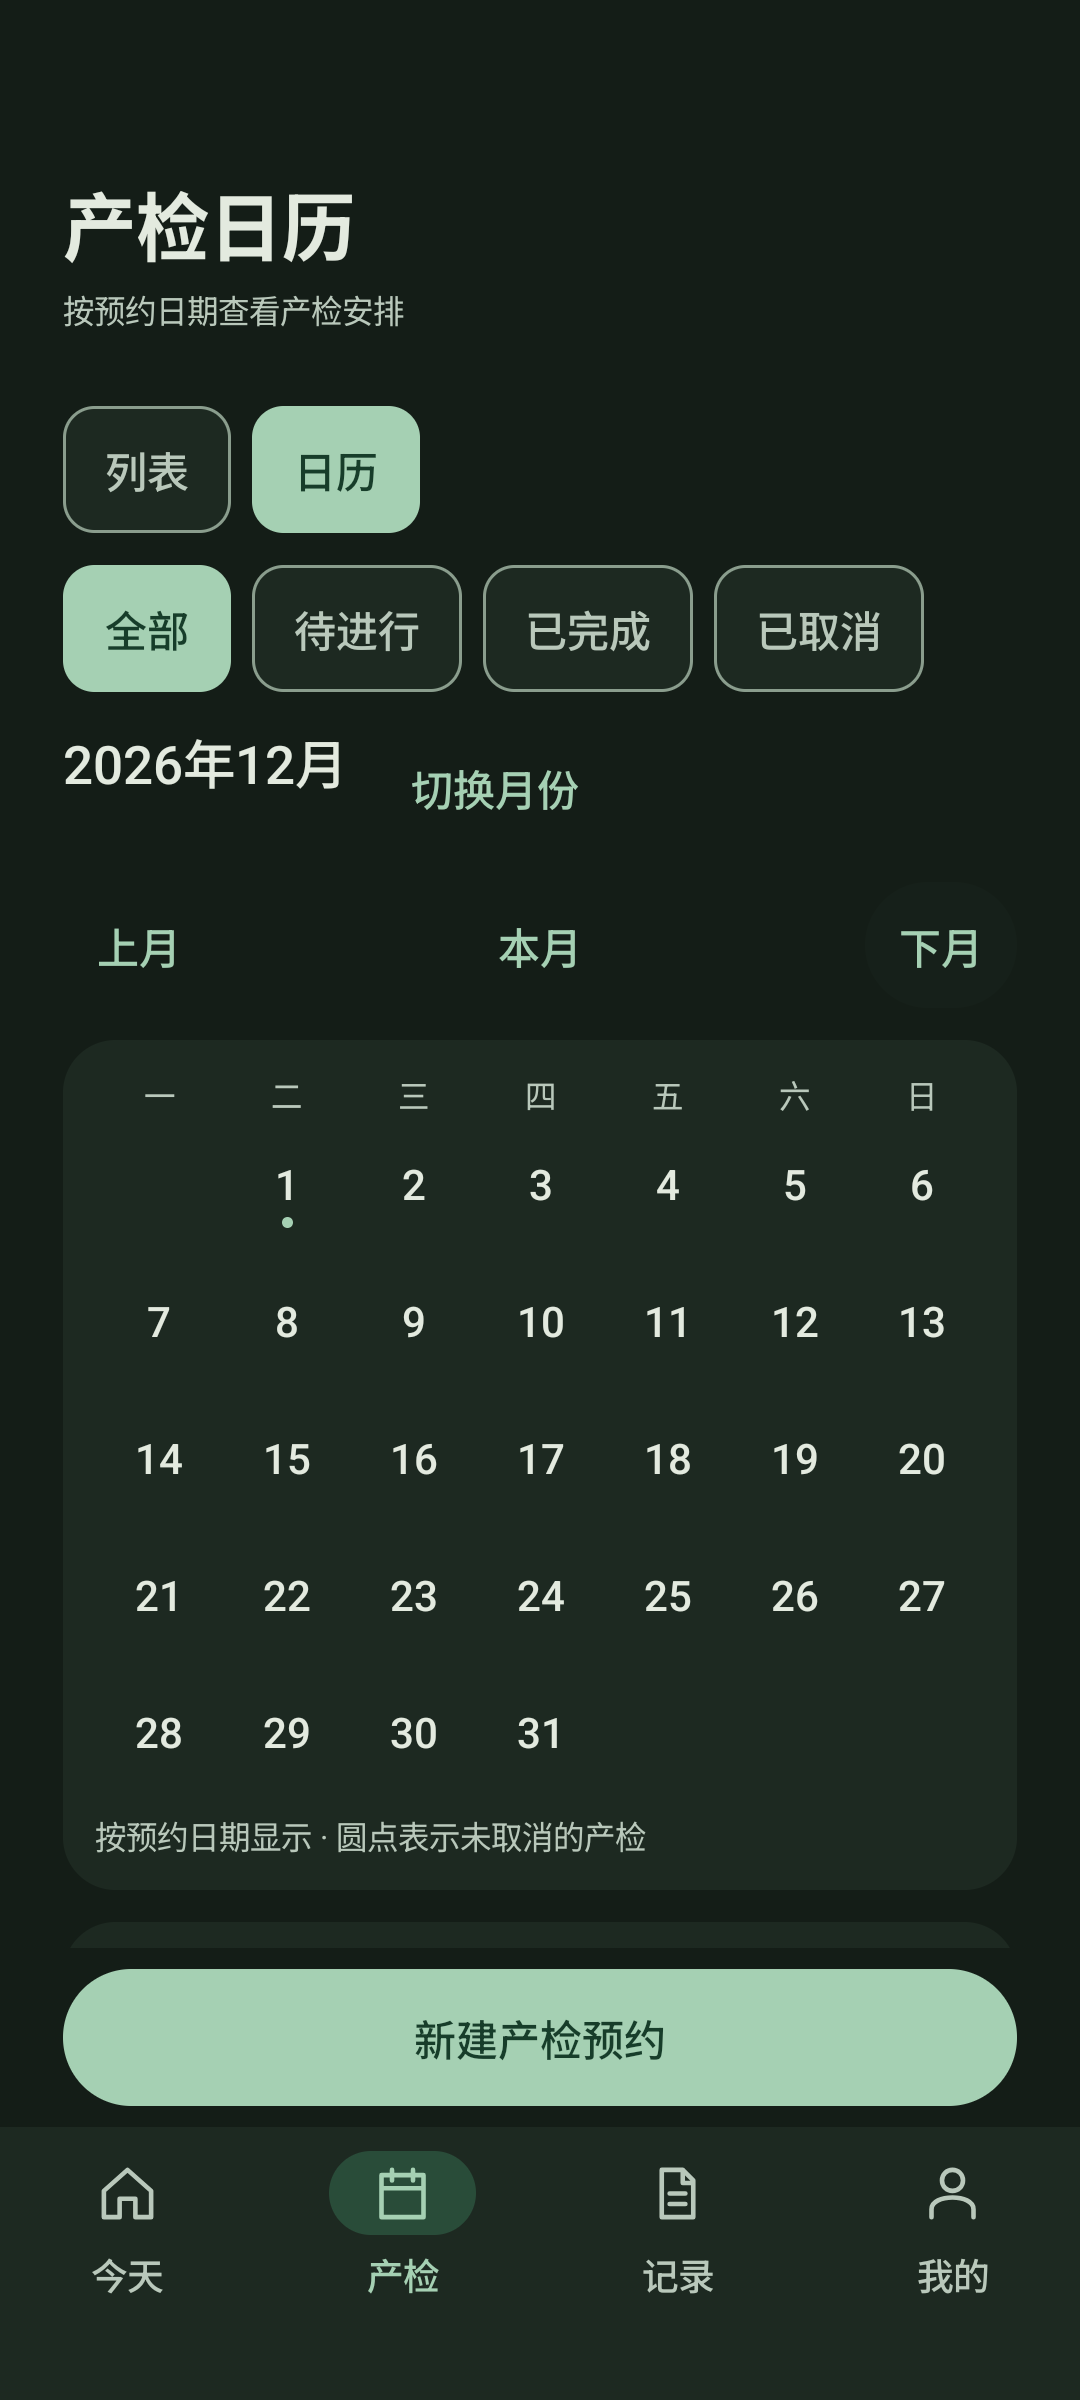 产检日历
按预约日期查看产检安排
列表 日历
全部 待进行 已完成 已取消
2026年12月 切换月份
上月 本月 下月
一 二 三 四 五 六 日
1 2 3 4 5 6
7 8 9 10 11 12 13
14 15 16 17 18 19 20
21 22 23 24 25 26 27
28 29 30 31
按预约日期显示 · 圆点表示未取消的产检
新建产检预约
今天 产检 记录 我的